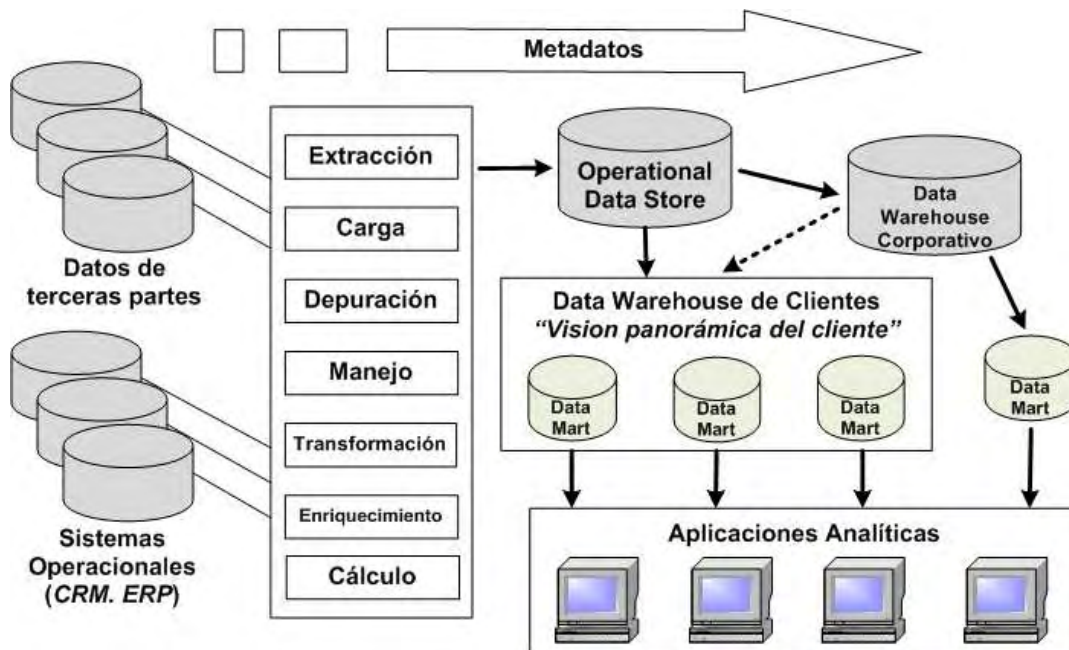 Metadatos
Datos de
terceras partes
Sistemas
Operacionales
(CRM. ERP)
Extracción
Carga
Depuración
Manejo
Transformación
Enriquecimiento
Cálculo
Operational
Data Store
Data
Warehouse
Corporativo
Data Warehouse de Clientes
“Vision panorámica del cliente”
Data
Mart
Data
Mart
Data
Mart
Data
Mart
Aplicaciones Analíticas